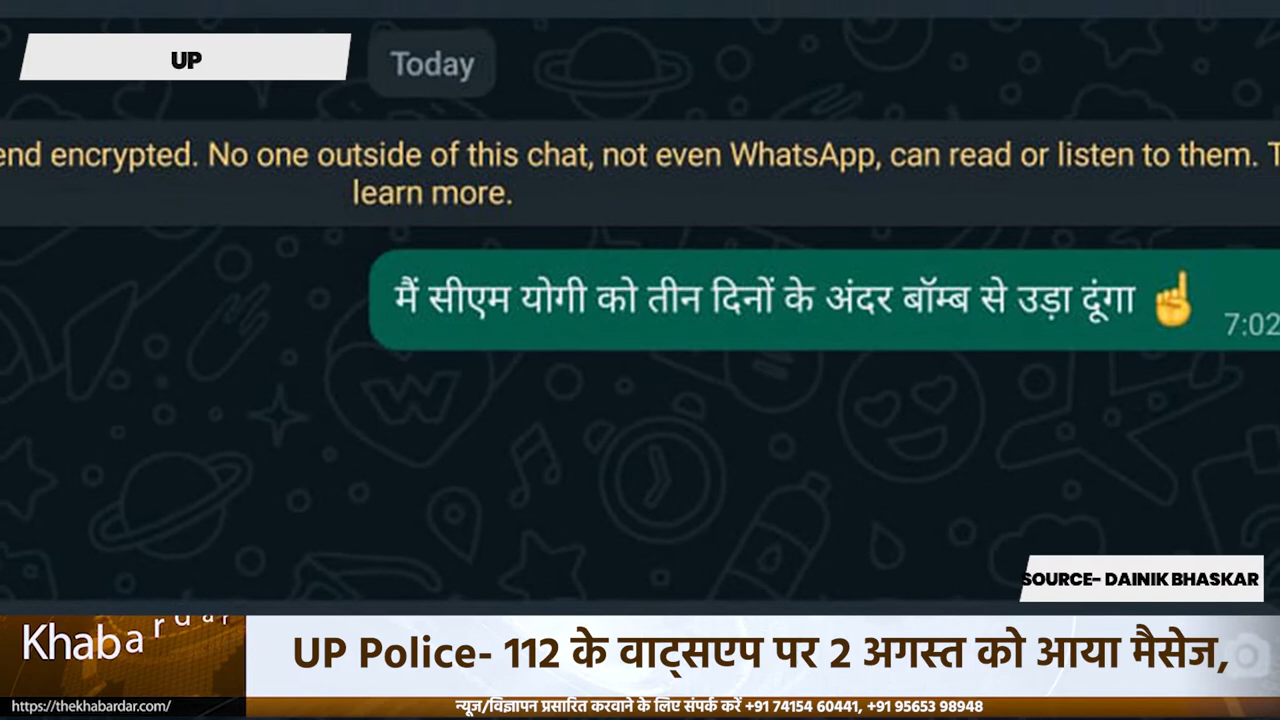 UP
Today
end encrypted. No one outside of this chat, not even WhatsApp, can read or listen to them. T
learn more.
मैं सीएम योगी को तीन दिनों के अंदर बॉम्ब से उड़ा दूंगा ☝
7:02
SOURCE- DAINIK BHASKAR
Khabardar
UP Police- 112 के वाट्सएप पर 2 अगस्त को आया मैसेज,
https://thekhabardar.com/
न्यूज/विज्ञापन प्रसारित करवाने के लिए संपर्क करें +91 74154 60441, +91 95653 98948